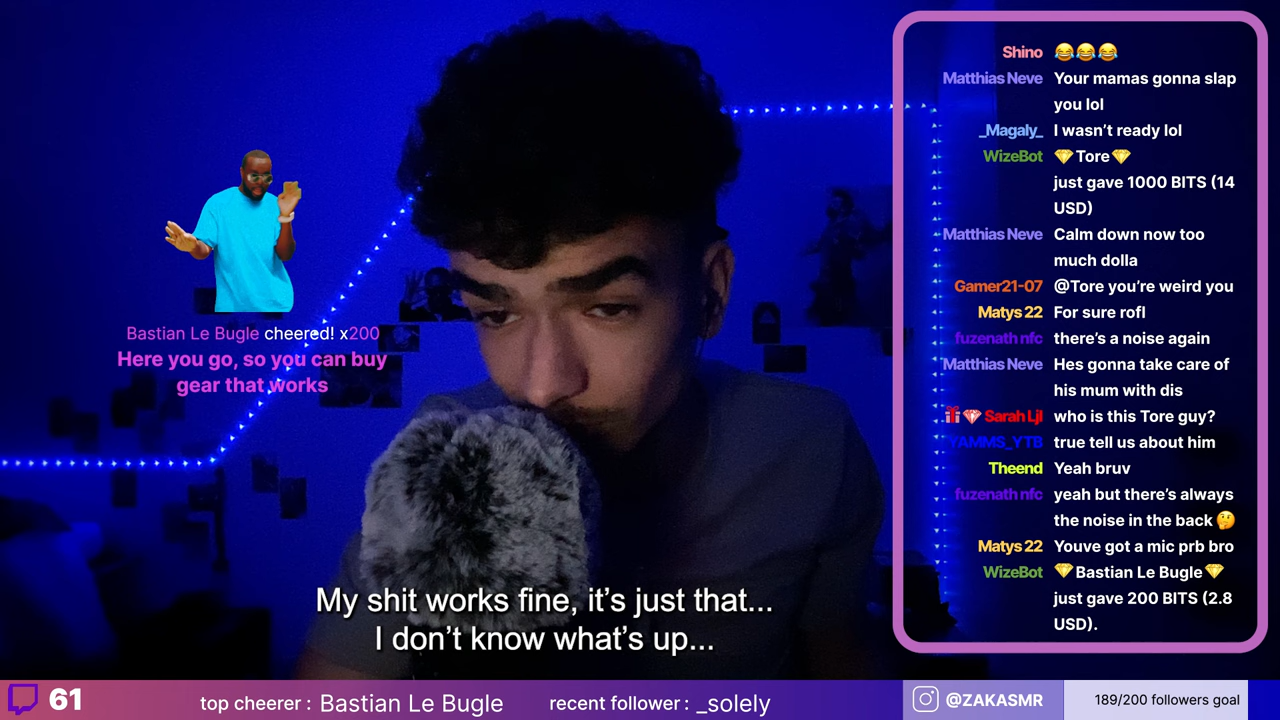 Shino 😂😂😂
Matthias Neve Your mamas gonna slap
you lol
_Magaly_ I wasn’t ready lol
WizeBot 💎Tore💎
just gave 1000 BITS (14
USD)
Matthias Neve Calm down now too
much dolla
Gamer21-07 @Tore you’re weird you
Matys 22 For sure rofl
fuzenath nfc there’s a noise again
Matthias Neve Hes gonna take care of
his mum with dis
🎁💎 Sarah Ljl who is this Tore guy?
YAMMS_YTB true tell us about him
Theend Yeah bruv
fuzenath nfc yeah but there’s always
the noise in the back 🤔
Matys 22 Youve got a mic prb bro
WizeBot 💎Bastian Le Bugle💎
just gave 200 BITS (2.8
USD).
Bastian Le Bugle cheered! x200
Here you go, so you can buy
gear that works
My shit works fine, it’s just that...
I don’t know what’s up...
61
top cheerer : Bastian Le Bugle
recent follower : _solely
@ZAKASMR
189/200 followers goal